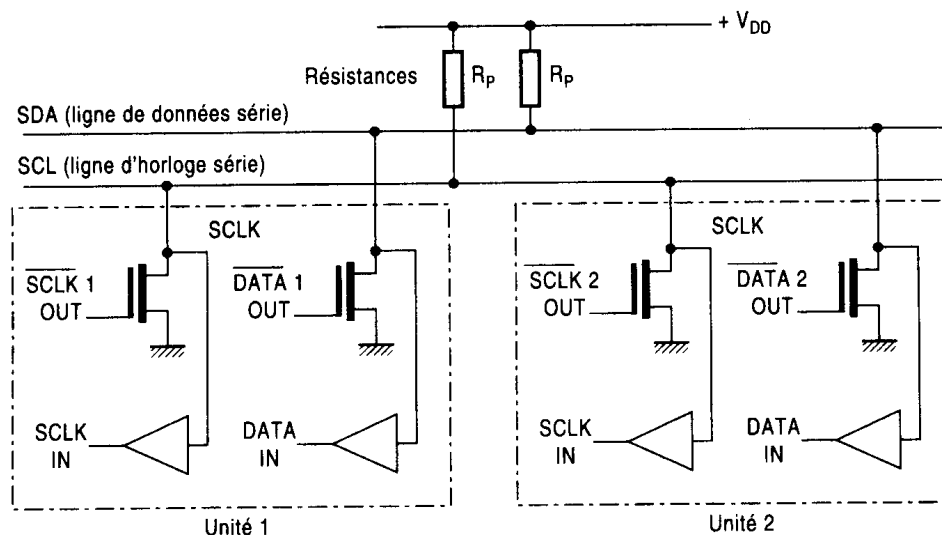 + V_DD
Résistances R_P R_P
SDA (ligne de données série)
SCL (ligne d'horloge série)
SCLK
SCLK 1
OUT
DATA 1
OUT
SCLK
IN
DATA
IN
Unité 1
SCLK
SCLK 2
OUT
DATA 2
OUT
SCLK
IN
DATA
IN
Unité 2